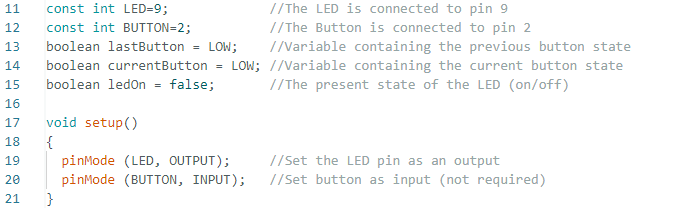 11 const int LED=9; //The LED is connected to pin 9
12 const int BUTTON=2; //The Button is connected to pin 2
13 boolean lastButton = LOW; //Variable containing the previous button state
14 boolean currentButton = LOW; //Variable containing the current button state
15 boolean ledOn = false; //The present state of the LED (on/off)
16
17 void setup()
18 {
19 pinMode (LED, OUTPUT); //Set the LED pin as an output
20 pinMode (BUTTON, INPUT); //Set button as input (not required)
21 }